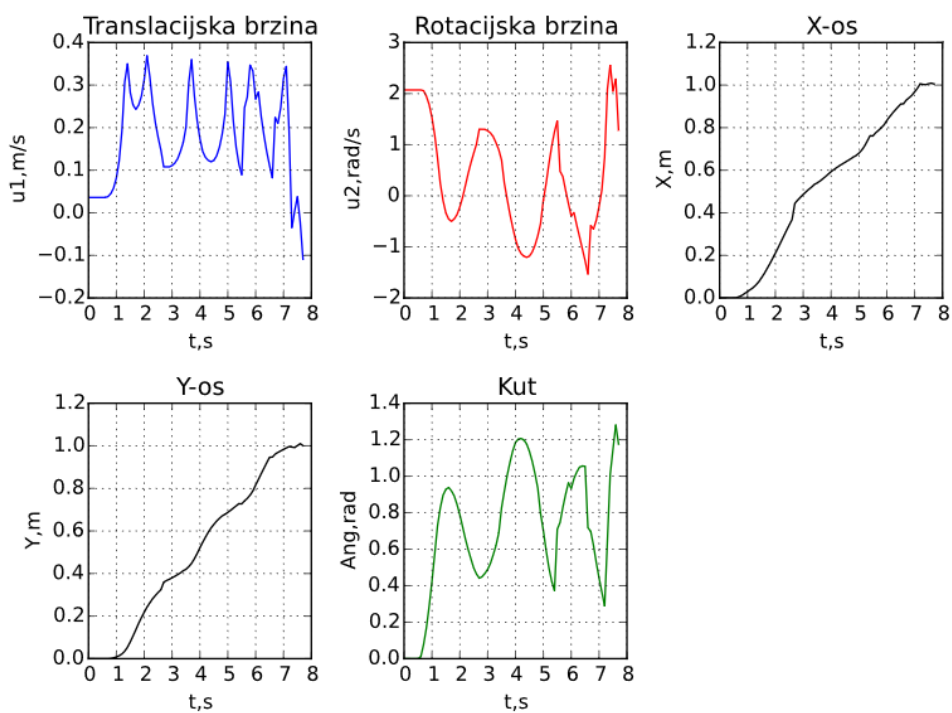 Translacijska brzina
0.4
0.3
0.2
0.1
0.0
−0.1
−0.2
u1,m/s
0 1 2 3 4 5 6 7 8
t,s
Rotacijska brzina
3
2
1
0
−1
−2
u2,rad/s
0 1 2 3 4 5 6 7 8
t,s
X-os
1.2
1.0
0.8
0.6
0.4
0.2
0.0
X,m
0 1 2 3 4 5 6 7 8
t,s
Y-os
1.2
1.0
0.8
0.6
0.4
0.2
0.0
Y,m
0 1 2 3 4 5 6 7 8
t,s
Kut
1.4
1.2
1.0
0.8
0.6
0.4
0.2
0.0
Ang,rad
0 1 2 3 4 5 6 7 8
t,s